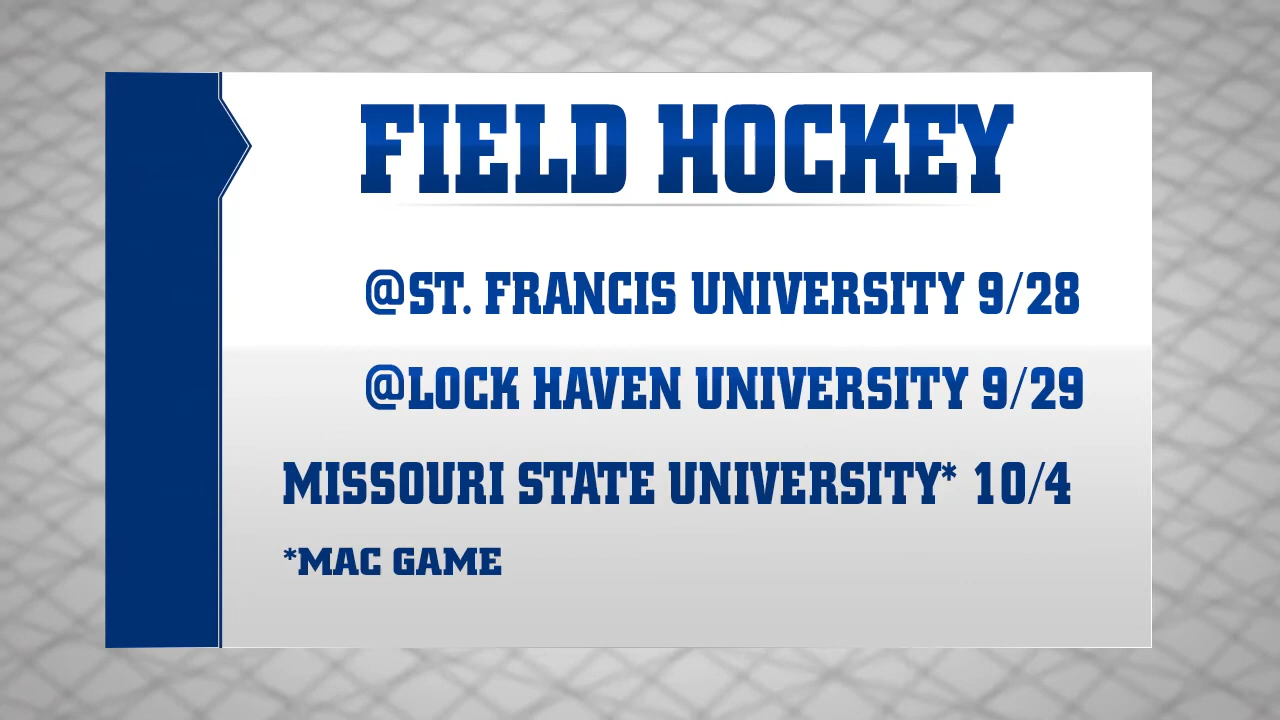 FIELD HOCKEY
@ST. FRANCIS UNIVERSITY 9/28
@LOCK HAVEN UNIVERSITY 9/29
MISSOURI STATE UNIVERSITY* 10/4
*MAC GAME